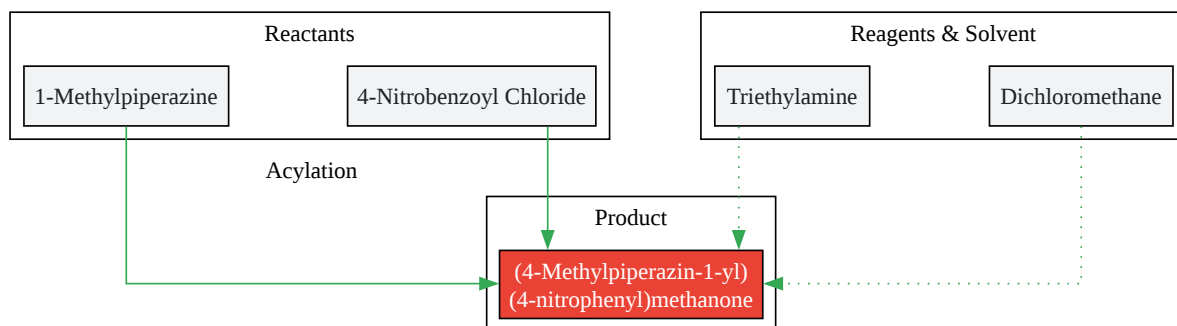 Reactants
Reagents & Solvent
1-Methylpiperazine
4-Nitrobenzoyl Chloride
Triethylamine
Dichloromethane
Acylation
Product
(4-Methylpiperazin-1-yl)
(4-nitrophenyl)methanone